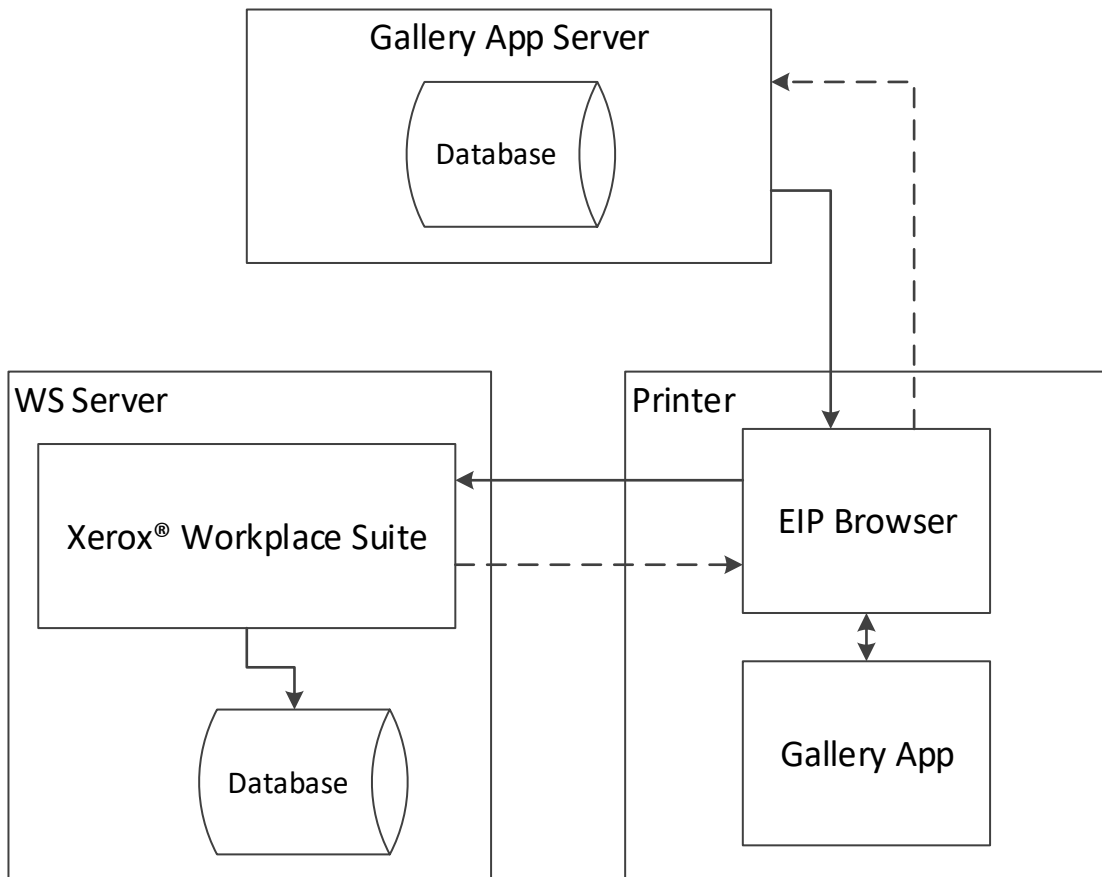 Gallery App Server
Database
WS Server
Xerox® Workplace Suite
Database
Printer
EIP Browser
Gallery App